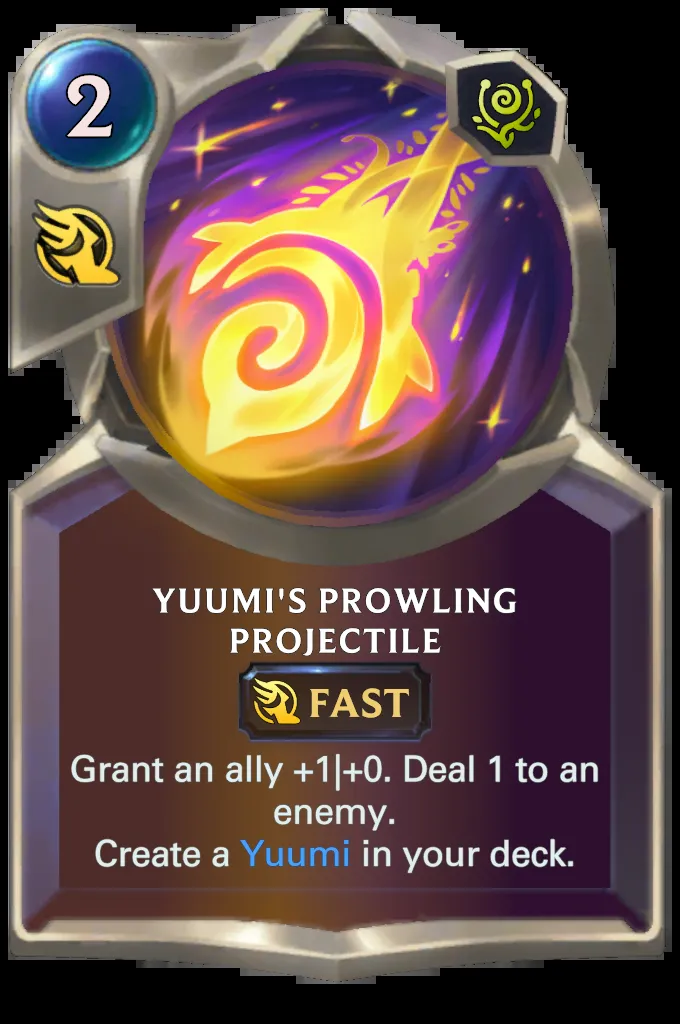 2
YUUMI'S PROWLING
PROJECTILE
FAST
Grant an ally +1|+0. Deal 1 to an
enemy.
Create a Yuumi in your deck.